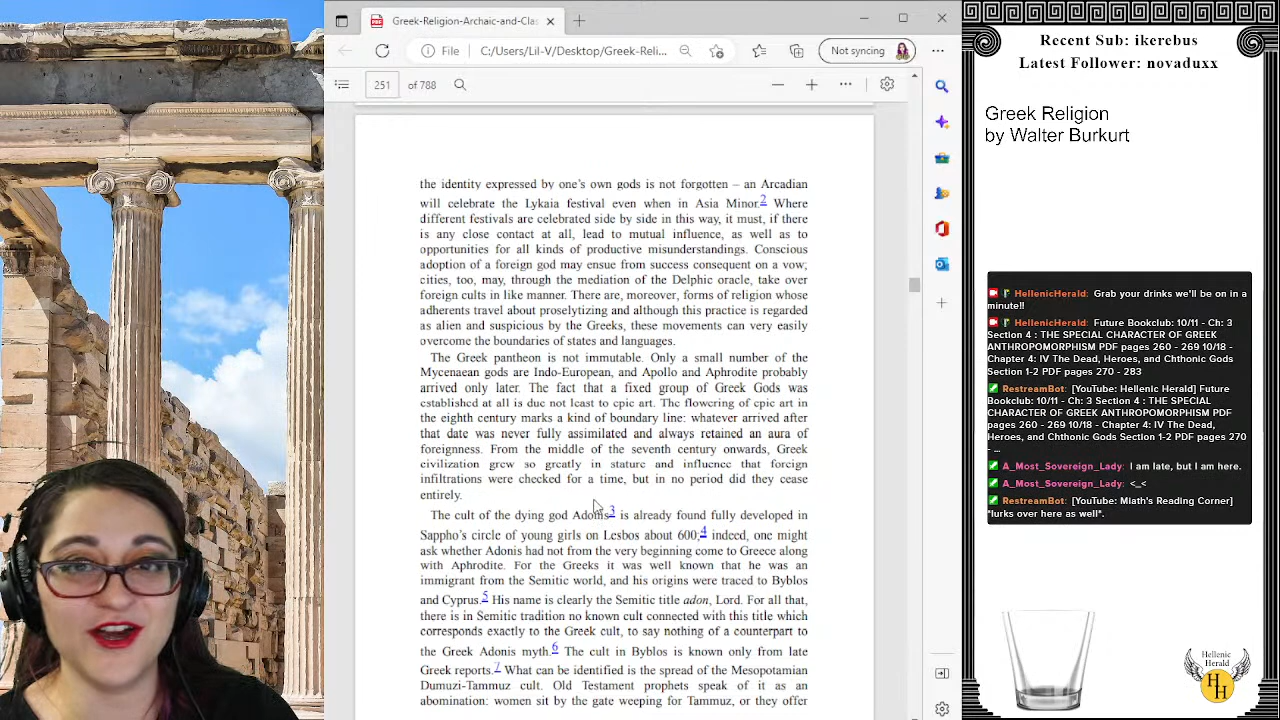 Greek-Religion-Archaic-and-Clas
File
C:/Users/Lil-V/Desktop/Greek-Reli...
Not syncing
251 of 788
the identity expressed by one's own gods is not forgotten – an Arcadian
will celebrate the Lykaia festival even when in Asia Minor.2 Where
different festivals are celebrated side by side in this way, it must, if there
is any close contact at all, lead to mutual influence, as well as to
opportunities for all kinds of productive misunderstandings. Conscious
adoption of a foreign god may ensue from success consequent on a vow;
cities, too, may, through the mediation of the Delphic oracle, take over
foreign cults in like manner. There are, moreover, forms of religion whose
adherents travel about proselytizing and although this practice is regarded
as alien and suspicious by the Greeks, these movements can very easily
overcome the boundaries of states and languages.
The Greek pantheon is not immutable. Only a small number of the
Mycenaean gods are Indo-European, and Apollo and Aphrodite probably
arrived only later. The fact that a fixed group of Greek Gods was
established at all is due not least to epic art. The flowering of epic art in
the eighth century marks a kind of boundary line: whatever arrived after
that date was never fully assimilated and always retained an aura of
foreignness. From the middle of the seventh century onwards, Greek
civilization grew so greatly in stature and influence that foreign
infiltrations were checked for a time, but in no period did they cease
entirely.
The cult of the dying god Adonis3 is already found fully developed in
Sappho's circle of young girls on Lesbos about 600;4 indeed, one might
ask whether Adonis had not from the very beginning come to Greece along
with Aphrodite. For the Greeks it was well known that he was an
immigrant from the Semitic world, and his origins were traced to Byblos
and Cyprus.5 His name is clearly the Semitic title adon, Lord. For all that,
there is in Semitic tradition no known cult connected with this title which
corresponds exactly to the Greek cult, to say nothing of a counterpart to
the Greek Adonis myth.6 The cult in Byblos is known only from late
Greek reports.7 What can be identified is the spread of the Mesopotamian
Dumuzi-Tammuz cult. Old Testament prophets speak of it as an
abomination: women sit by the gate weeping for Tammuz, or they offer
Recent Sub: ikerebus
Latest Follower: novaduxx
Greek Religion
by Walter Burkurt
HellenicHerald: Grab your drinks we'll be on in a
minute!!
HellenicHerald: Future Bookclub: 10/11 - Ch: 3
Section 4 : THE SPECIAL CHARACTER OF GREEK
ANTHROPOMORPHISM PDF pages 260 - 269 10/18 -
Chapter 4: IV The Dead, Heroes, and Chthonic Gods
Section 1-2 PDF pages 270 - 283
RestreamBot: [YouTube: Hellenic Herald] Future
Bookclub: 10/11 - Ch: 3 Section 4 : THE SPECIAL
CHARACTER OF GREEK ANTHROPOMORPHISM PDF
pages 260 - 269 10/18 - Chapter 4: IV The Dead,
Heroes, and Chthonic Gods Section 1-2 PDF pages 270
- ...
A_Most_Sovereign_Lady: I am late, but I am here.
A_Most_Sovereign_Lady: <_<
RestreamBot: [YouTube: Miath's Reading Corner]
*lurks over here as well*.
Hellenic
Herald
HH